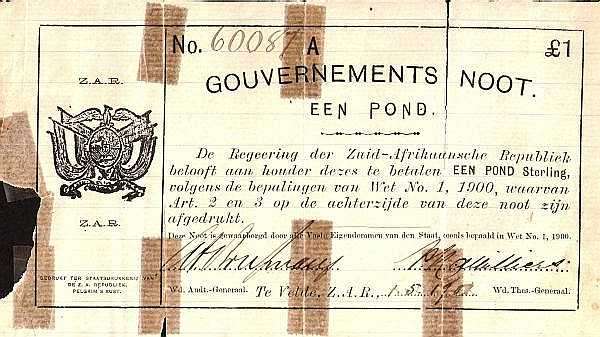 No. 60087 A £1
GOUVERNEMENTS NOOT.
EEN POND.
Z.A.R.
De Regeering der Zuid-Afrikaansche Republiek
belooft aan houder dezes te betalen EEN POND Sterling,
volgens de bepalingen van Wet No. 1, 1900, waarvan
Art. 2 en 3 op de achterzijde van deze noot zijn
afgedrukt.
Z.A.R.
Deze Noot is gewaarborgd door alle Vaste Eigendommen van den Staat, zooals bepaald in Wet No. 1, 1900.
GEDRUKT TER STAATSDRUKKERIJ VAN
DE Z. A. REPUBLIEK,
PELGRIM'S RUST.
Wd. Audt.-Generaal. Te Velde, Z.A.R., 1.5.190 Wd. Thes.-Generaal.